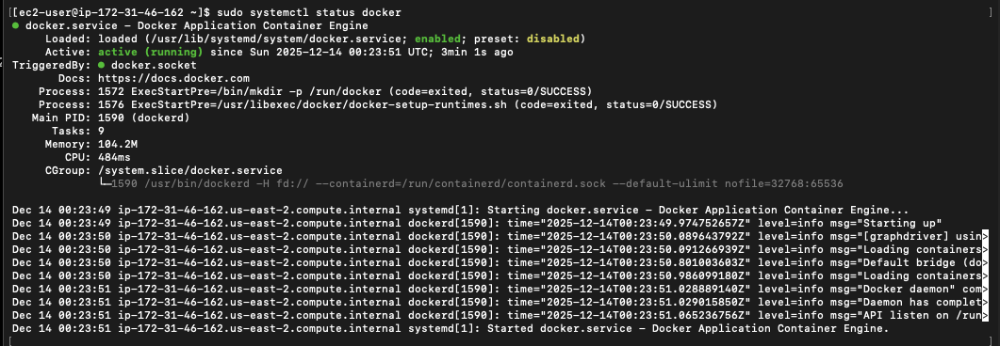 [[ec2-user@ip-172-31-46-162 ~]$ sudo systemctl status docker ]
● docker.service – Docker Application Container Engine
Loaded: loaded (/usr/lib/systemd/system/docker.service; enabled; preset: disabled)
Active: active (running) since Sun 2025-12-14 00:23:51 UTC; 3min 1s ago
TriggeredBy: ● docker.socket
Docs: https://docs.docker.com
Process: 1572 ExecStartPre=/bin/mkdir -p /run/docker (code=exited, status=0/SUCCESS)
Process: 1576 ExecStartPre=/usr/libexec/docker/docker-setup-runtimes.sh (code=exited, status=0/SUCCESS)
Main PID: 1590 (dockerd)
Tasks: 9
Memory: 104.2M
CPU: 484ms
CGroup: /system.slice/docker.service
└─1590 /usr/bin/dockerd -H fd:// --containerd=/run/containerd/containerd.sock --default-ulimit nofile=32768:65536
Dec 14 00:23:49 ip-172-31-46-162.us-east-2.compute.internal systemd[1]: Starting docker.service – Docker Application Container Engine...
Dec 14 00:23:49 ip-172-31-46-162.us-east-2.compute.internal dockerd[1590]: time="2025-12-14T00:23:49.974752657Z" level=info msg="Starting up"
Dec 14 00:23:50 ip-172-31-46-162.us-east-2.compute.internal dockerd[1590]: time="2025-12-14T00:23:50.089643792Z" level=info msg="[graphdriver] usin>
Dec 14 00:23:50 ip-172-31-46-162.us-east-2.compute.internal dockerd[1590]: time="2025-12-14T00:23:50.091266939Z" level=info msg="Loading containers>
Dec 14 00:23:50 ip-172-31-46-162.us-east-2.compute.internal dockerd[1590]: time="2025-12-14T00:23:50.801003603Z" level=info msg="Default bridge (do>
Dec 14 00:23:50 ip-172-31-46-162.us-east-2.compute.internal dockerd[1590]: time="2025-12-14T00:23:50.986099180Z" level=info msg="Loading containers>
Dec 14 00:23:51 ip-172-31-46-162.us-east-2.compute.internal dockerd[1590]: time="2025-12-14T00:23:51.028889140Z" level=info msg="Docker daemon" com>
Dec 14 00:23:51 ip-172-31-46-162.us-east-2.compute.internal dockerd[1590]: time="2025-12-14T00:23:51.029015850Z" level=info msg="Daemon has complet>
Dec 14 00:23:51 ip-172-31-46-162.us-east-2.compute.internal dockerd[1590]: time="2025-12-14T00:23:51.065236756Z" level=info msg="API listen on /run>
Dec 14 00:23:51 ip-172-31-46-162.us-east-2.compute.internal systemd[1]: Started docker.service – Docker Application Container Engine.